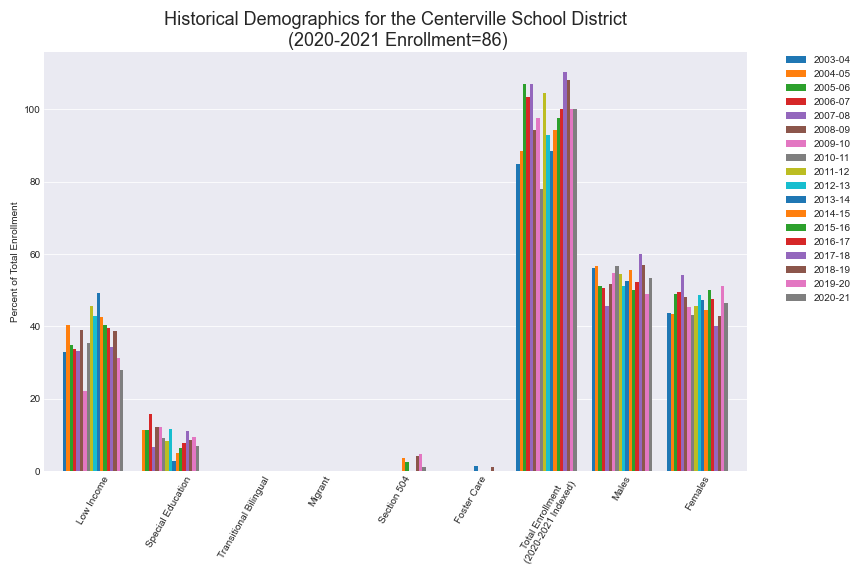 Historical Demographics for the Centerville School District
(2020-2021 Enrollment=86)
Percent of Total Enrollment
100
80
60
40
20
0
Low Income
Special Education
Transitional Bilingual
Migrant
Section 504
Foster Care
Total Enrollment
(2020-2021 Indexed)
Males
Females
2003-04
2004-05
2005-06
2006-07
2007-08
2008-09
2009-10
2010-11
2011-12
2012-13
2013-14
2014-15
2015-16
2016-17
2017-18
2018-19
2019-20
2020-21